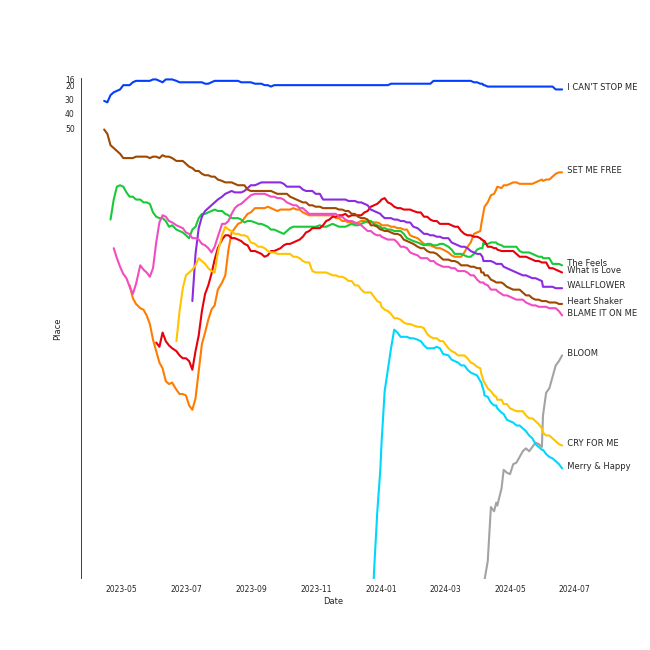 16
20
30
40
50
I CAN'T STOP ME
SET ME FREE
The Feels
What is Love
WALLFLOWER
Heart Shaker
BLAME IT ON ME
BLOOM
CRY FOR ME
Merry & Happy
Place
2023-05 2023-07 2023-09 2023-11 2024-01 2024-03 2024-05 2024-07
Date